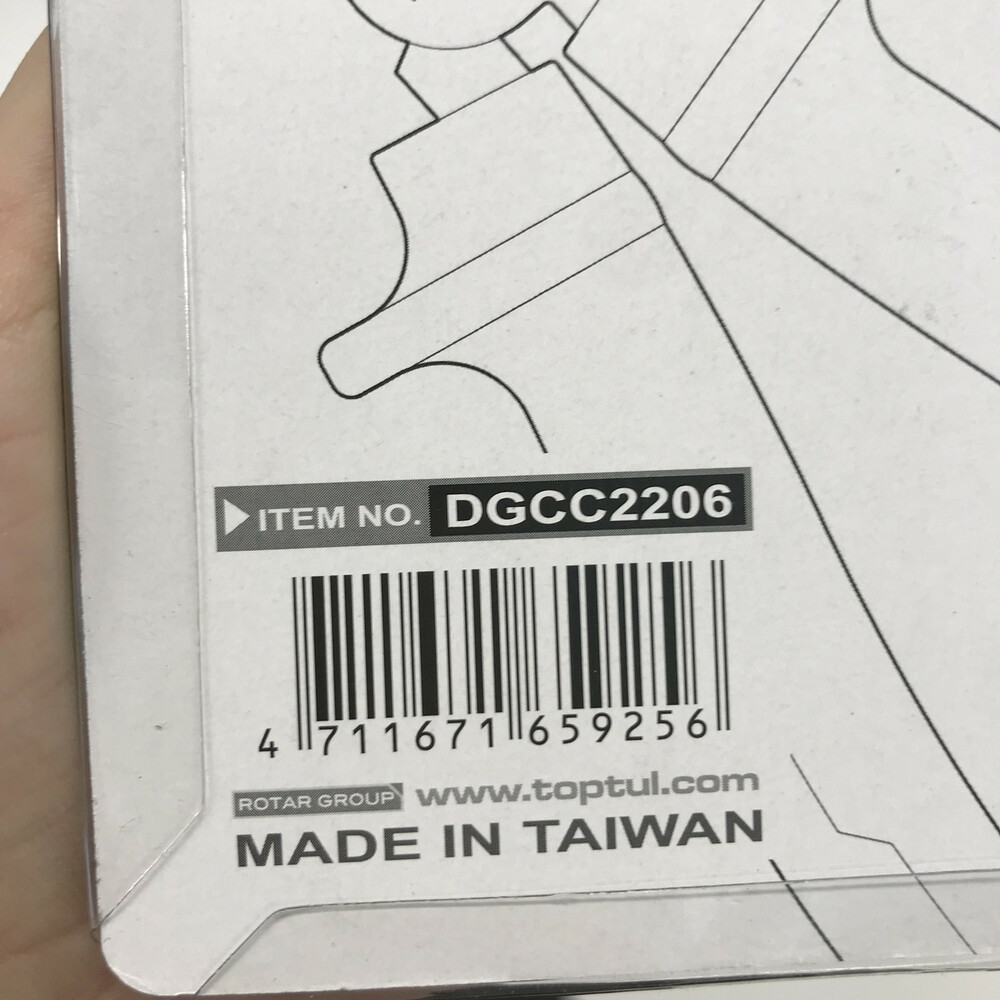 ITEM NO. DGCC2206
4 711671 659256
ROTAR GROUP www.toptul.com
MADE IN TAIWAN